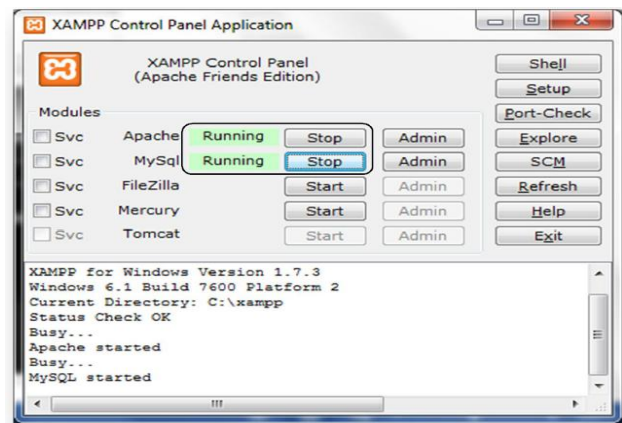 XAMPP Control Panel Application
XAMPP Control Panel
(Apache Friends Edition)
Shell
Setup
Modules
Port-Check
Svc Apache Running Stop Admin Explore
Svc MySql Running Stop Admin SCM
Svc FileZilla Start Admin Refresh
Svc Mercury Start Admin Help
Svc Tomcat Start Admin Exit
XAMPP for Windows Version 1.7.3
Windows 6.1 Build 7600 Platform 2
Current Directory: C:\xampp
Status Check OK
Busy...
Apache started
Busy...
MySQL started